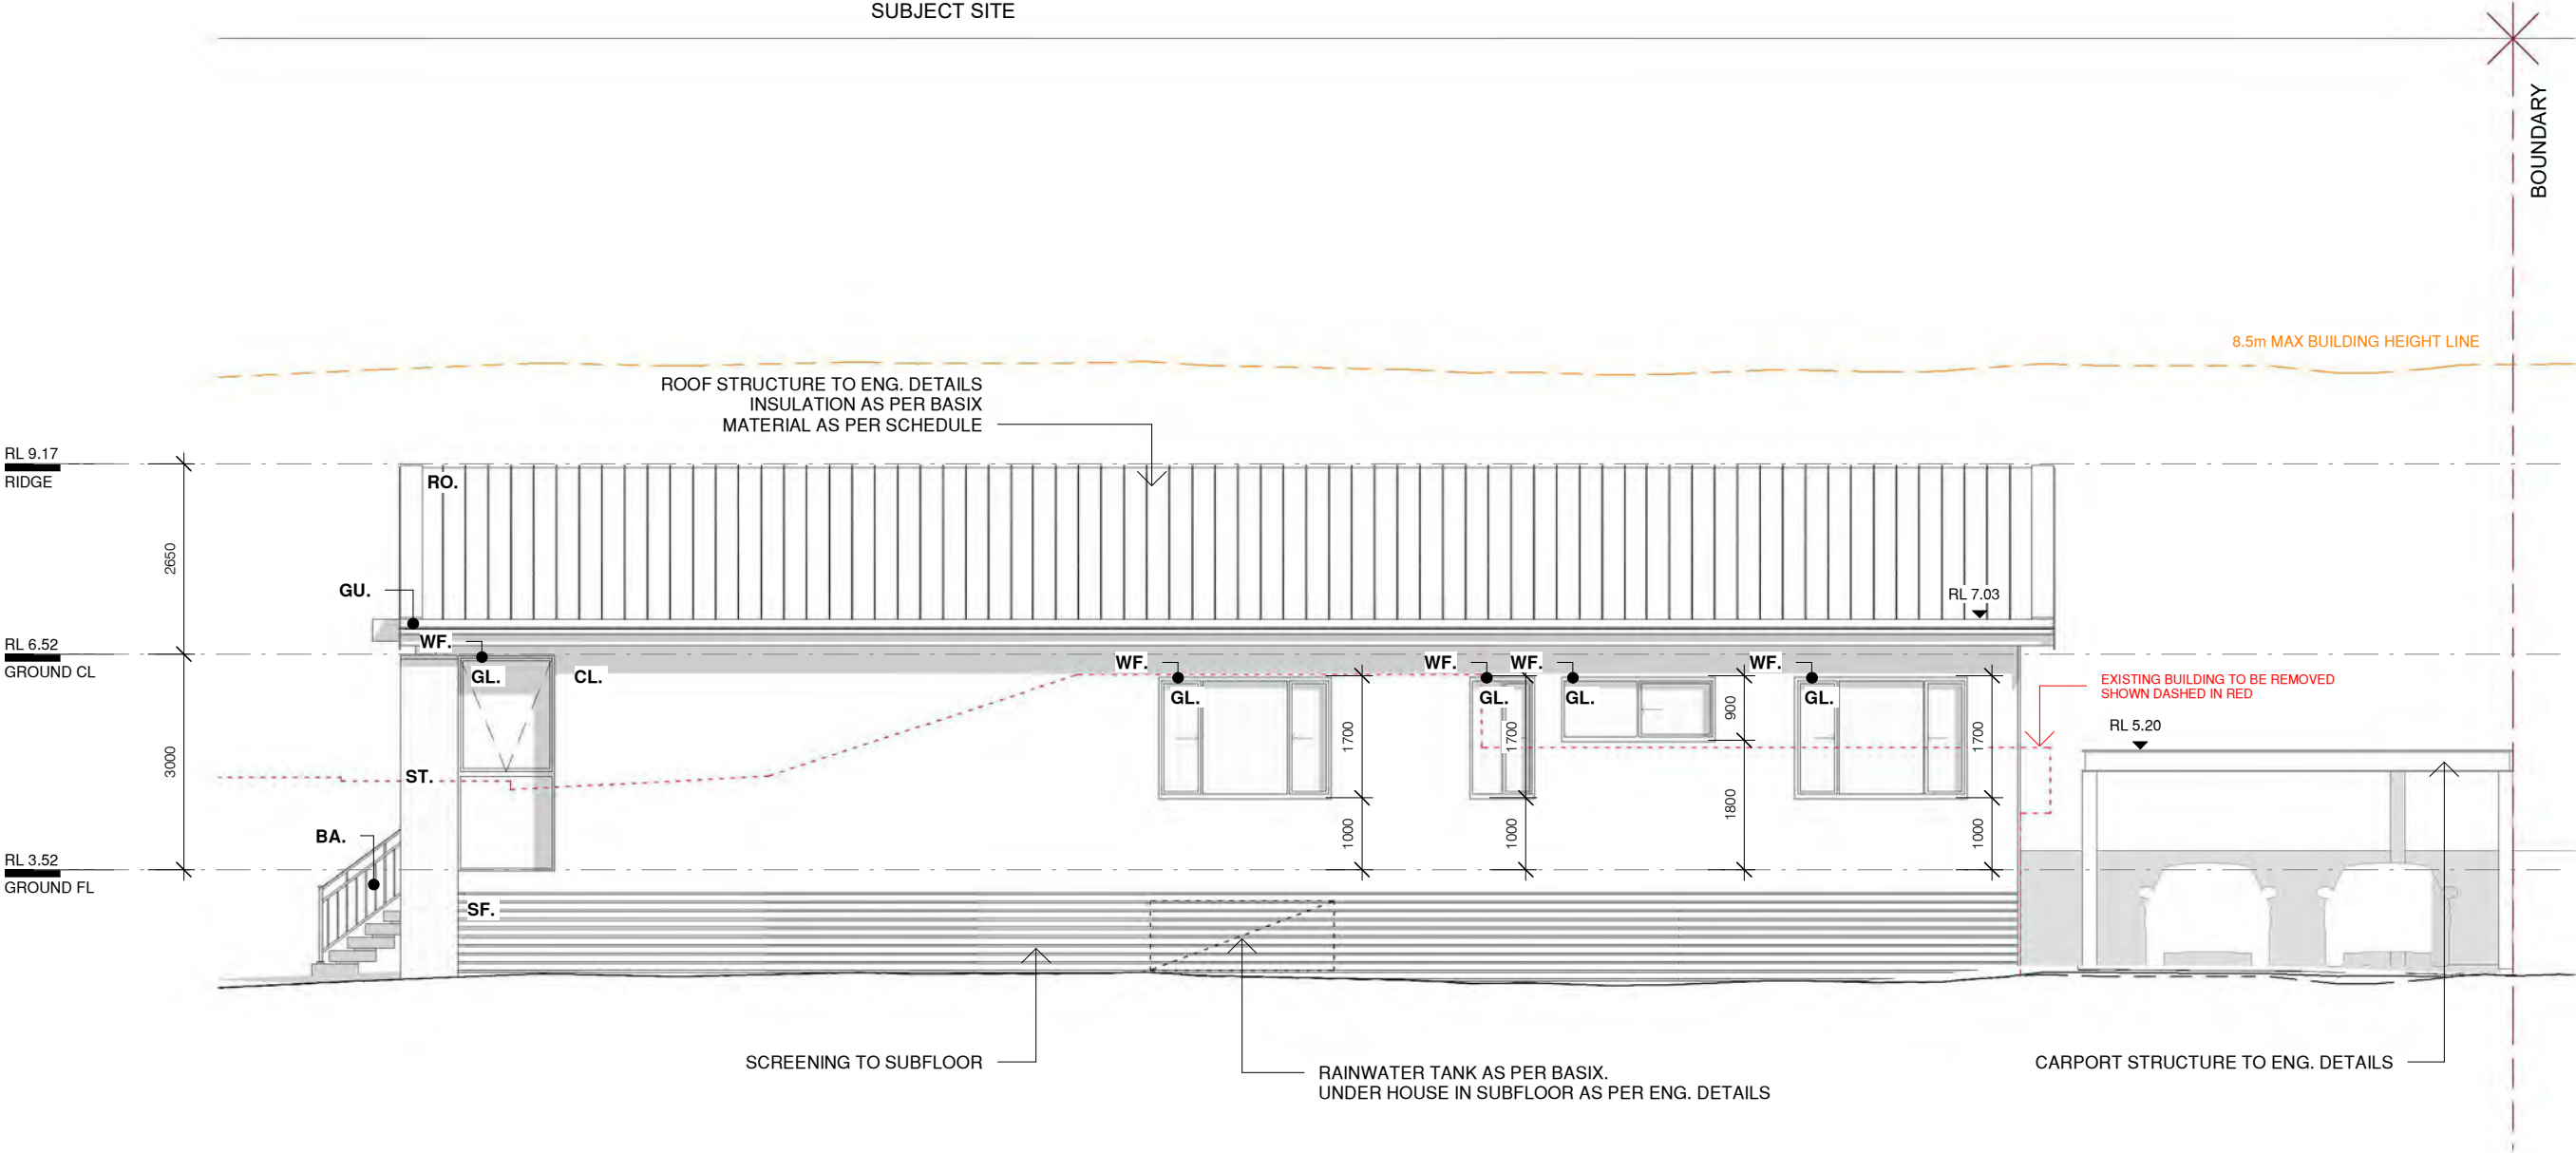 SUBJECT SITE
BOUNDARY
8.5m MAX BUILDING HEIGHT LINE
ROOF STRUCTURE TO ENG. DETAILS
INSULATION AS PER BASIX
MATERIAL AS PER SCHEDULE
RL 9.17
RIDGE
RO.
2650
GU.
RL 7.03
RL 6.52
GROUND CL
WF.
GL.
CL.
WF.
GL.
WF.
GL.
WF.
GL.
WF.
GL.
EXISTING BUILDING TO BE REMOVED
SHOWN DASHED IN RED
RL 5.20
3000
ST.
1700
1700
900
1700
BA.
1000
1000
1800
1000
RL 3.52
GROUND FL
SF.
SCREENING TO SUBFLOOR
RAINWATER TANK AS PER BASIX.
UNDER HOUSE IN SUBFLOOR AS PER ENG. DETAILS
CARPORT STRUCTURE TO ENG. DETAILS